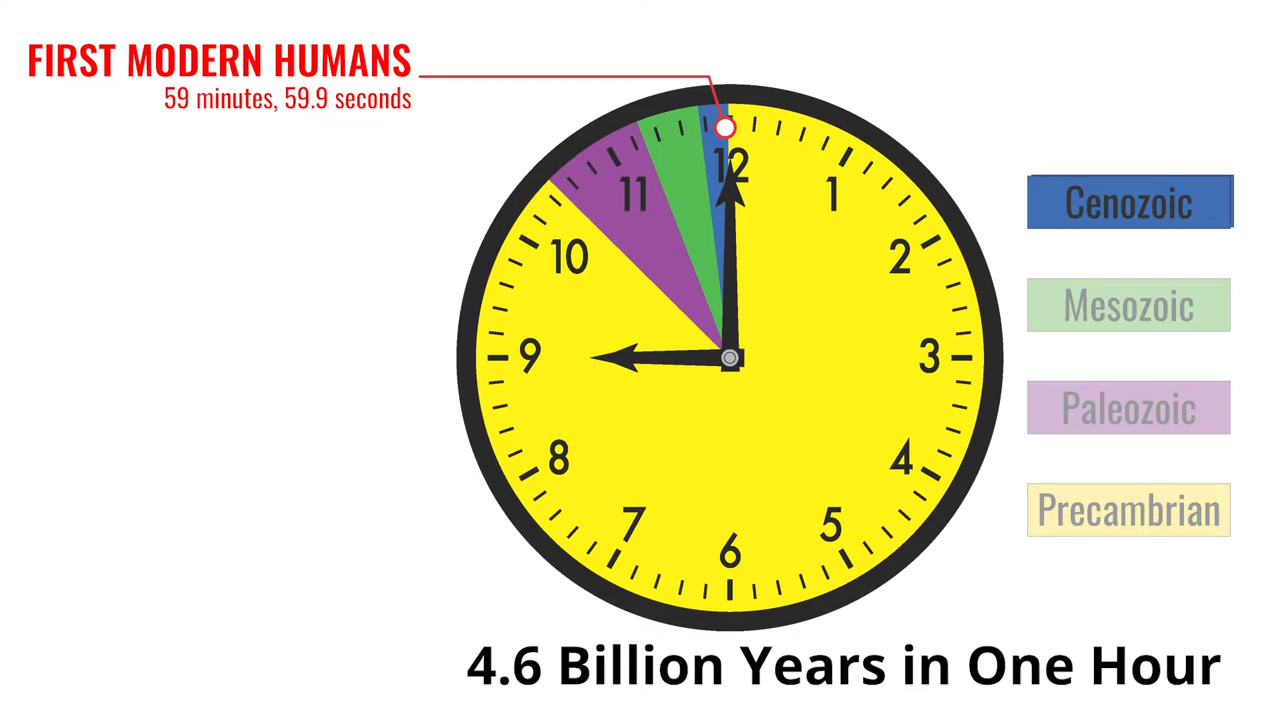 FIRST MODERN HUMANS
59 minutes, 59.9 seconds
12
11
1
10
2
9
3
8
4
7
5
6
Cenozoic
Mesozoic
Paleozoic
Precambrian
4.6 Billion Years in One Hour